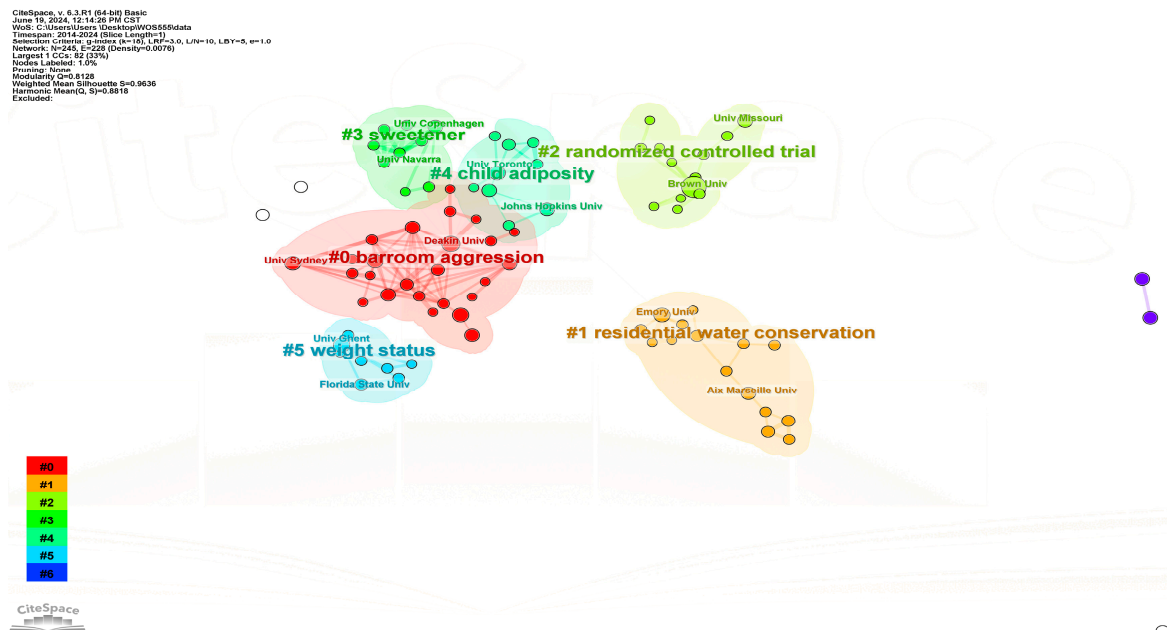 CiteSpace, v. 6.3.R1 (64-bit) Basic
June 19, 2024, 12:14:26 PM CST
WoS: C:\Users\Users \Desktop\WOS555\data
Timespan: 2014-2024 (Slice Length=1)
Selection Criteria: g-index (k=18), LRF=3.0, L/N=10, LBY=5, e=1.0
Network: N=245, E=228 (Density=0.0076)
Largest 1 CCs: 82 (33%)
Nodes Labeled: 1.0%
Pruning: None
Modularity Q=0.8128
Weighted Mean Silhouette S=0.9636
Harmonic Mean(Q, S)=0.8818
Excluded:
CiteSpace
Univ Missouri
Univ Copenhagen
#3 sweetener
#2 randomized controlled trial
Univ Navarra
Univ Toronto
#4 child adiposity
Brown Univ
Johns Hopkins Univ
Deakin Univ
#0 barroom aggression
Univ Sydney
Emory Univ
#1 residential water conservation
Univ Ghent
#5 weight status
Florida State Univ
Aix Marseille Univ
#0
#1
#2
#3
#4
#5
#6
CiteSpace